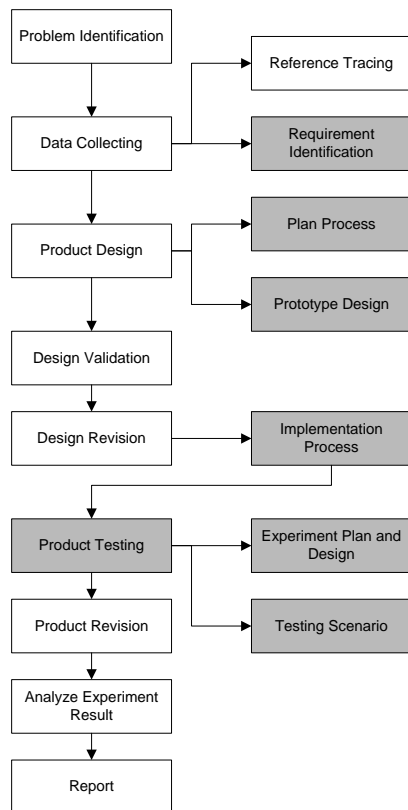 Problem Identification
Reference Tracing
Data Collecting
Requirement
Identification
Plan Process
Product Design
Prototype Design
Design Validation
Design Revision
Implementation
Process
Product Testing
Experiment Plan and
Design
Product Revision
Testing Scenario
Analyze Experiment
Result
Report